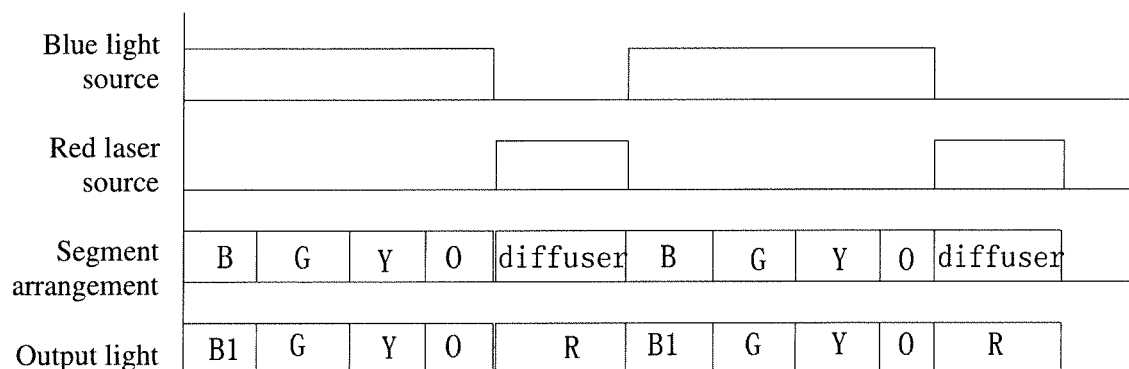 Blue light
source
Red laser
source
Segment
arrangement
B G Y O diffuser B G Y O diffuser
Output light
B1 G Y O R B1 G Y O R